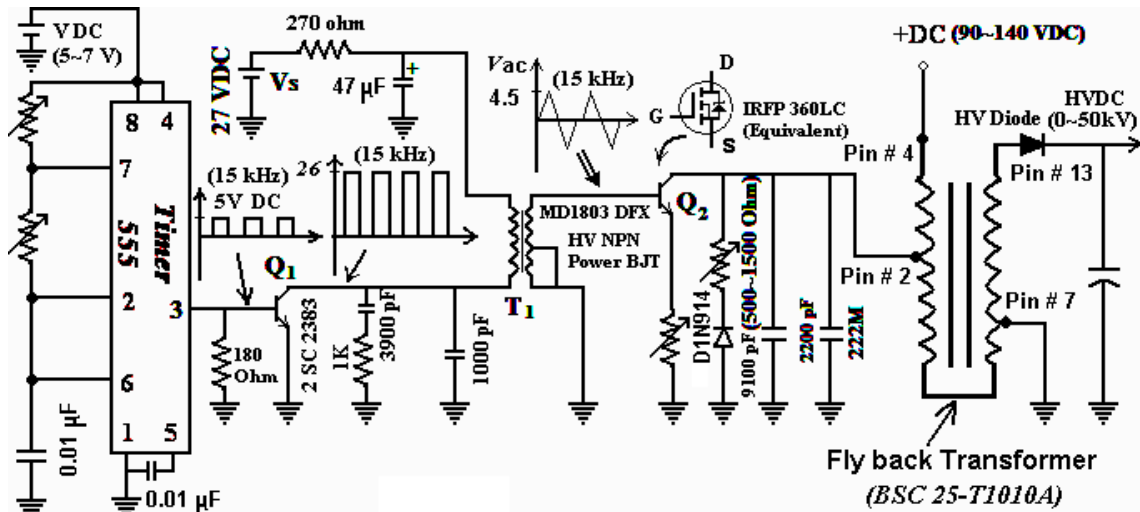 VDC
(5~7 V)
8 4
7
2
3
6
1 5
555 Timer
0.01 µF
0.01 µF
270 ohm
27 VDC
Vs
47 µF
+
(15 kHz)
5V DC
26
(15 kHz)
Q1
180
Ohm
2 SC 2383
1K
3900 pF
1000 pF
T1
Vac
4.5
(15 kHz)
D
G
S
IRFP 360LC
(Equivalent)
MD1803 DFX
HV NPN
Power BJT
Q2
D1N914
(500~1500 Ohm)
9100 pF
2200 pF
222M
+DC (90~140 VDC)
Pin # 4
Pin # 2
HV Diode
HVDC
(0~50kV)
Pin # 13
Pin # 7
Fly back Transformer
(BSC 25-T1010A)